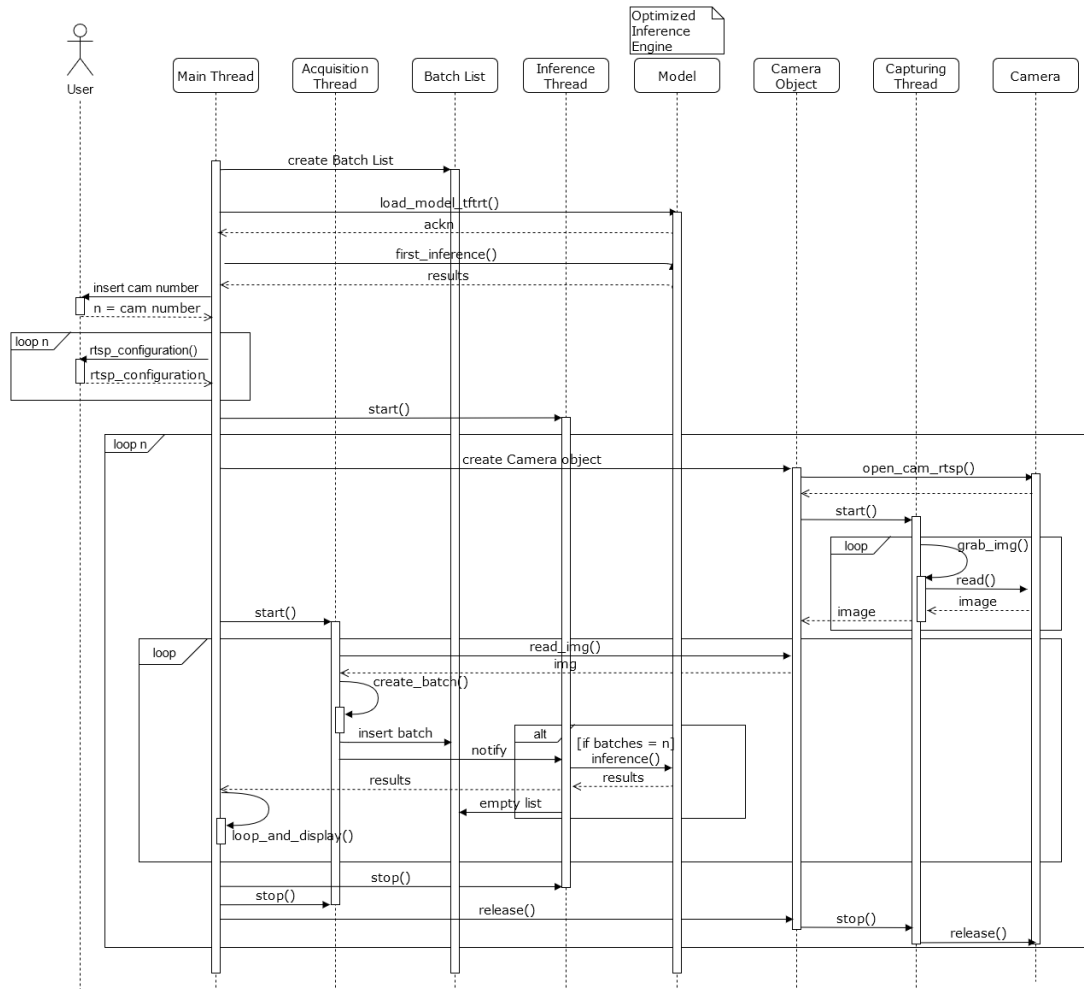 Optimized
Inference
Engine
User
Main Thread
Acquisition
Thread
Batch List
Inference
Thread
Model
Camera
Object
Capturing
Thread
Camera
create Batch List
load_model_tftrt()
ackn
first_inference()
results
insert cam number
n = cam number
loop n
rtsp_configuration()
rtsp_configuration
start()
loop n
create Camera object
open_cam_rtsp()
start()
loop
grab_img()
read()
image
image
start()
loop
read_img()
img
create_batch()
insert batch
alt
[if batches = n]
notify
inference()
results
results
empty list
loop_and_display()
stop()
stop()
release()
stop()
release()